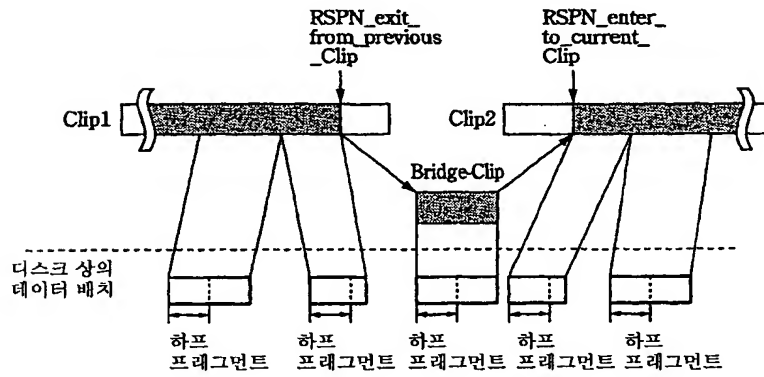 RSPN_exit_
from_previous
_Clip
RSPN_enter_
to_current_
Clip
Clip1
Clip2
Bridge-Clip
디스크 상의
데이터 배치
하프
프래그먼트
하프
프래그먼트
하프
프래그먼트
하프
프래그먼트
하프
프래그먼트